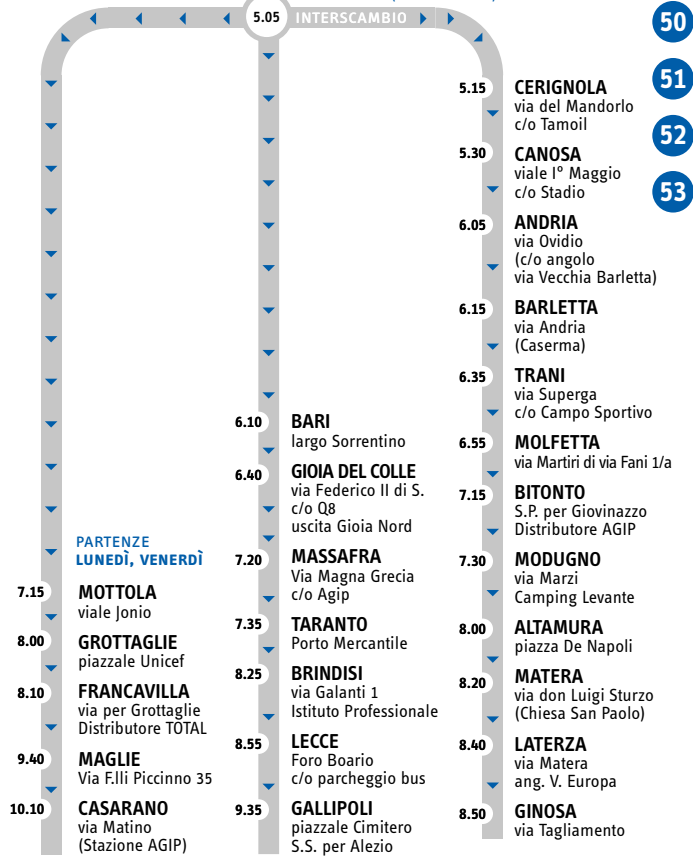 5.05 INTERSCAMBIO
50
51
52
53
PARTENZE
LUNEDÌ, VENERDÌ
7.15 MOTTOLA
viale Jonio
8.00 GROTTAGLIE
piazzale Unicef
8.10 FRANCAVILLA
via per Grottaglie
Distributore TOTAL
9.40 MAGLIE
Via F.lli Piccinno 35
10.10 CASARANO
via Matino
(Stazione AGIP)
6.10 BARI
largo Sorrentino
6.40 GIOIA DEL COLLE
via Federico II di S.
c/o Q8
uscita Gioia Nord
7.20 MASSAFRA
Via Magna Grecia
c/o Agip
7.35 TARANTO
Porto Mercantile
8.25 BRINDISI
via Galanti 1
Istituto Professionale
8.55 LECCE
Foro Boario
c/o parcheggio bus
9.35 GALLIPOLI
piazzale Cimitero
S.S. per Alezio
5.15 CERIGNOLA
via del Mandorlo
c/o Tamoil
5.30 CANOSA
viale I° Maggio
c/o Stadio
6.05 ANDRIA
via Ovidio
(c/o angolo
via Vecchia Barletta)
6.15 BARLETTA
via Andria
(Caserma)
6.35 TRANI
via Superga
c/o Campo Sportivo
6.55 MOLFETTA
via Martiri di via Fani 1/a
7.15 BITONTO
S.P. per Giovinazzo
Distributore AGIP
7.30 MODUGNO
via Marzi
Camping Levante
8.00 ALTAMURA
piazza De Napoli
8.20 MATERA
via don Luigi Sturzo
(Chiesa San Paolo)
8.40 LATERZA
via Matera
ang. V. Europa
8.50 GINOSA
via Tagliamento